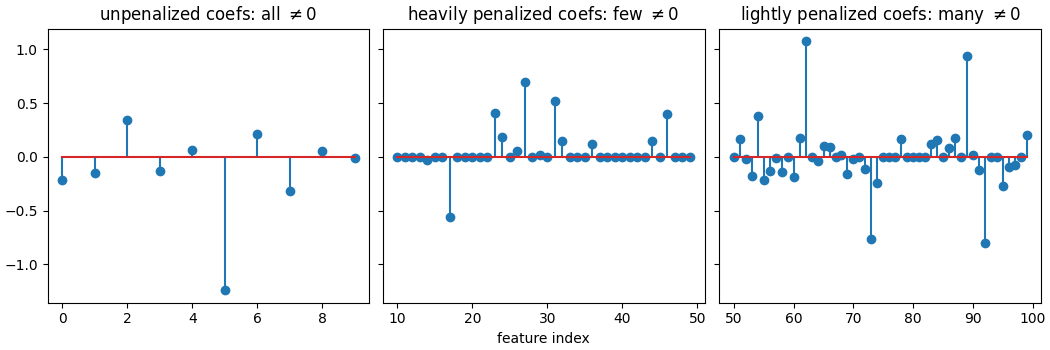 unpenalized coefs: all ≠0
heavily penalized coefs: few ≠0
lightly penalized coefs: many ≠0
1.0
0.5
0.0
−0.5
−1.0
0 2 4 6 8
10 20 30 40 50
50 60 70 80 90 100
feature index